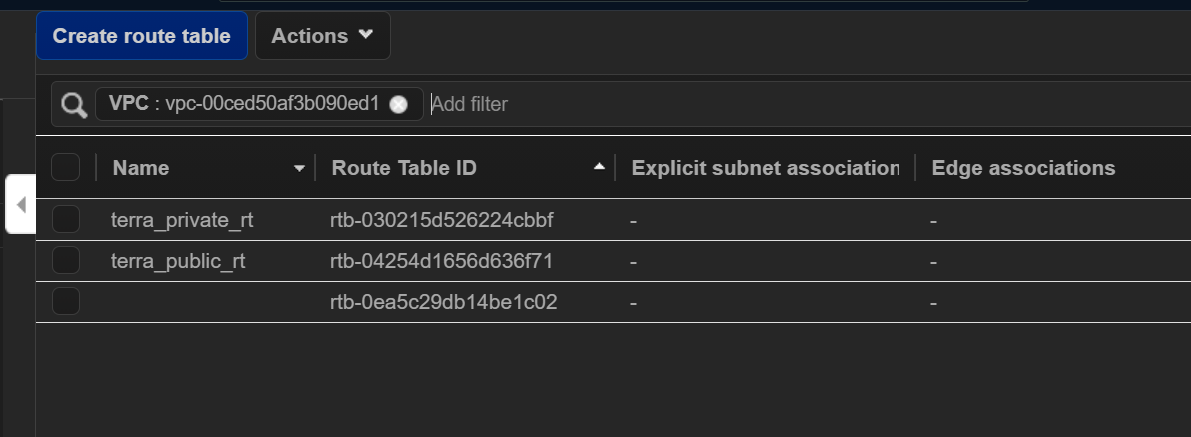 Create route table Actions
VPC : vpc-00ced50af3b090ed1 Add filter
Name Route Table ID Explicit subnet association Edge associations
terra_private_rt rtb-030215d526224cbbf - -
terra_public_rt rtb-04254d1656d636f71 - -
rtb-0ea5c29db14be1c02 - -